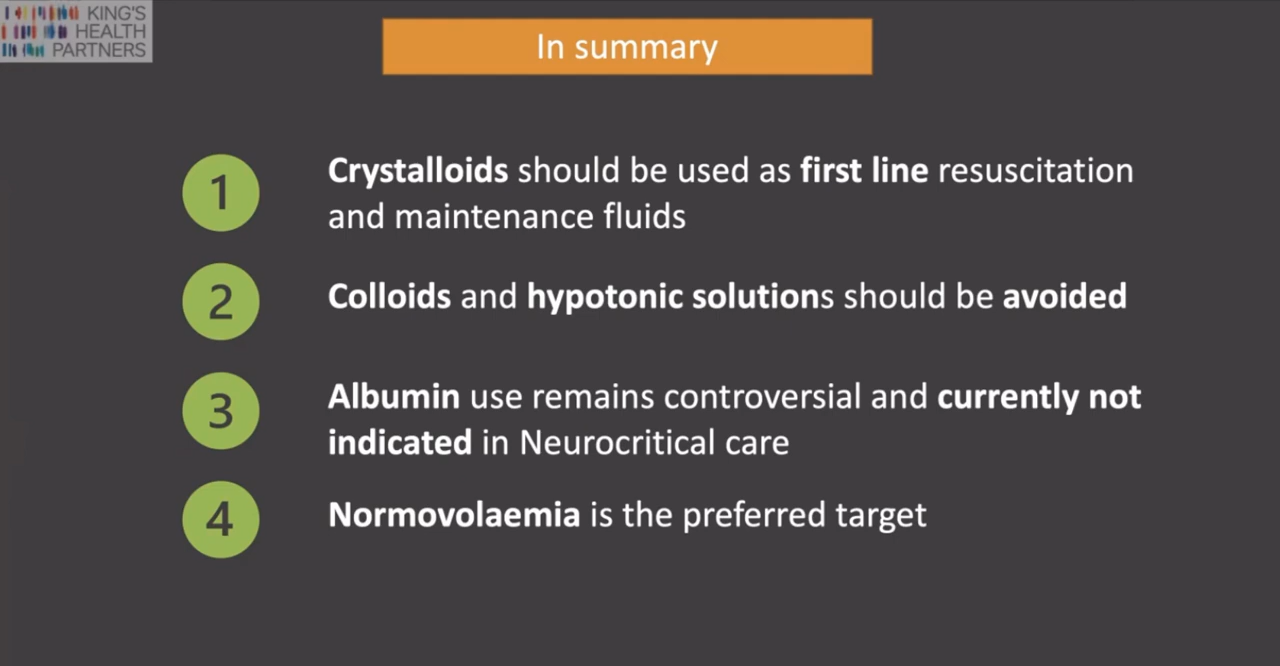 KING'S
HEALTH
PARTNERS
In summary
1
Crystalloids should be used as first line resuscitation
and maintenance fluids
2
Colloids and hypotonic solutions should be avoided
3
Albumin use remains controversial and currently not
indicated in Neurocritical care
4
Normovolaemia is the preferred target